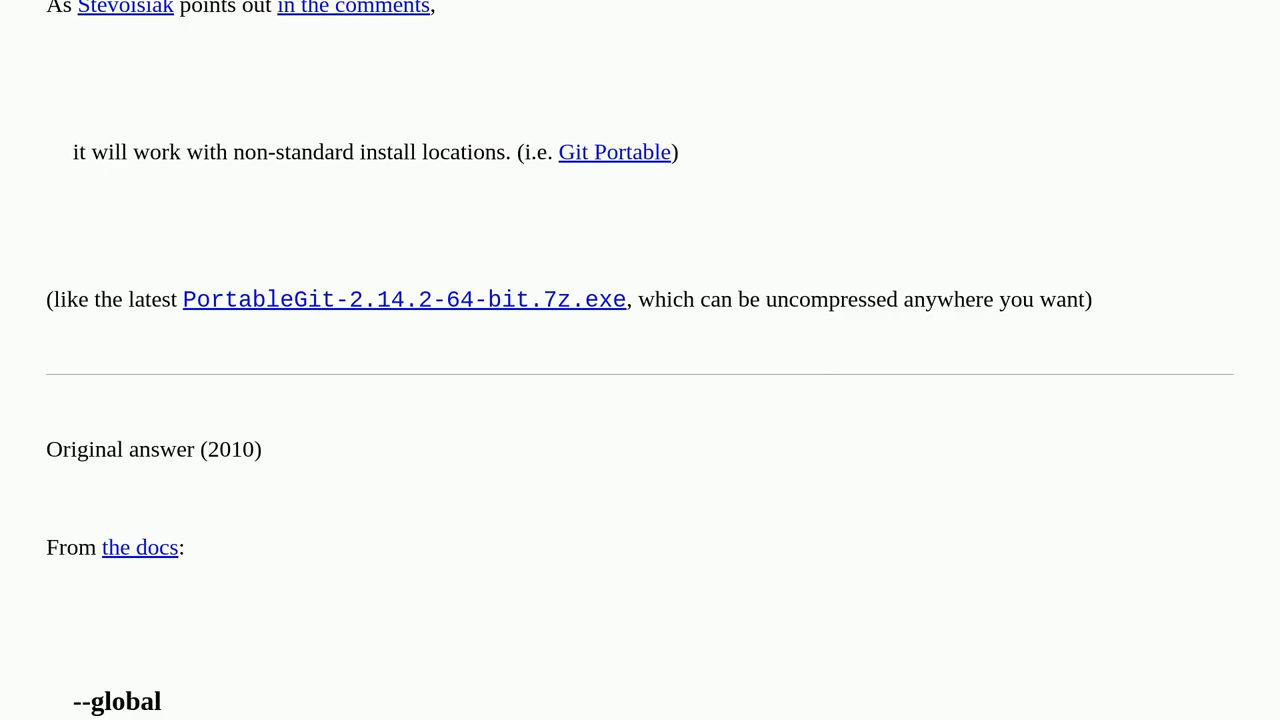 As Stevoisiak points out in the comments,
it will work with non-standard install locations. (i.e. Git Portable)
(like the latest PortableGit-2.14.2-64-bit.7z.exe, which can be uncompressed anywhere you want)
Original answer (2010)
From the docs:
--global